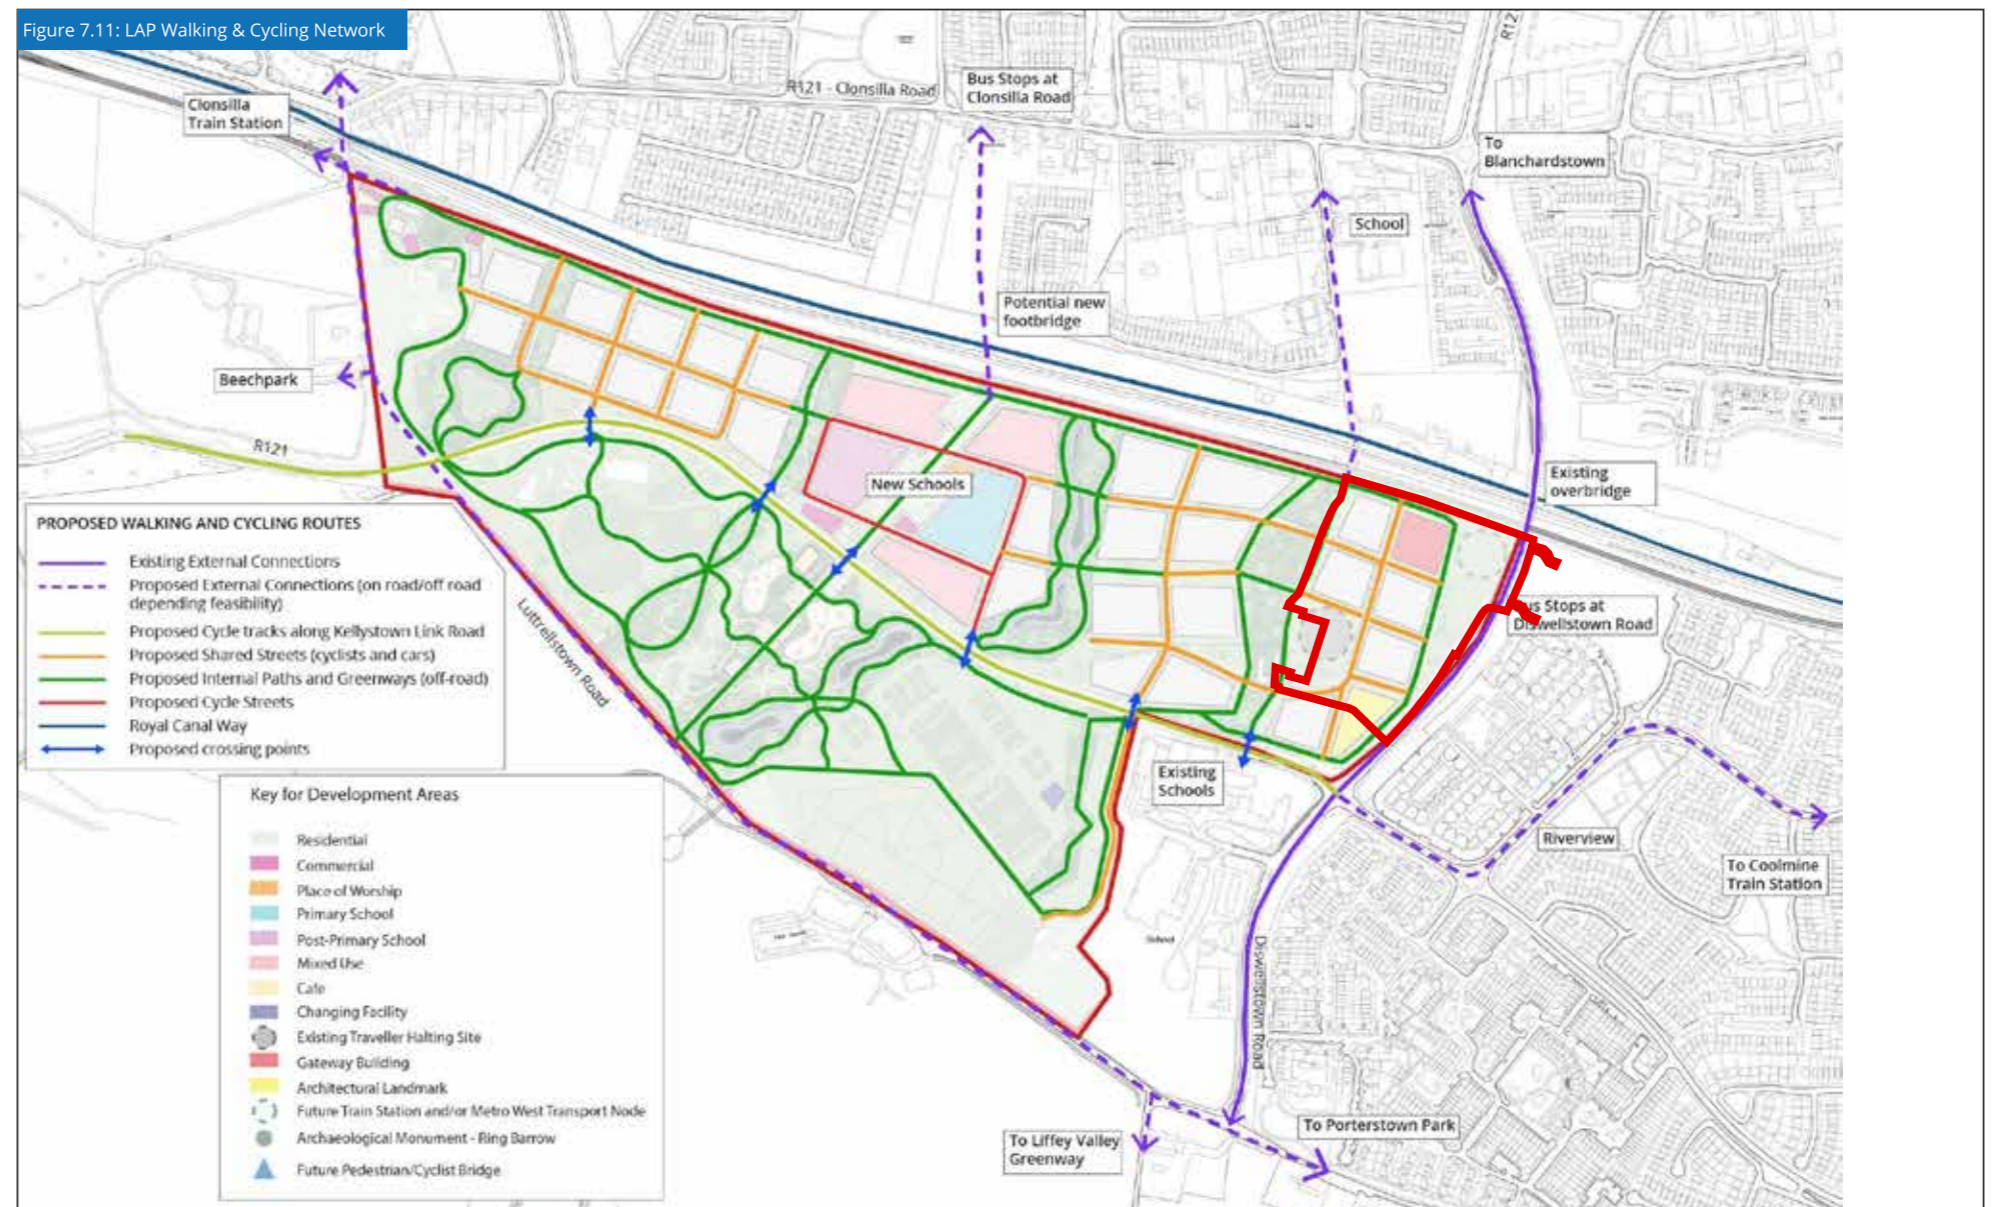 Figure 7.11: LAP Walking & Cycling Network
R12
Clonsilla
Train Station
R121 - Clonsilla Road
Bus Stops at
Clonsilla Road
To
Blanchardstown
School
Potential new
footbridge
Beechpark
R121
New Schools
Existing
overbridge
us Stops at
Diswellstown Road
PROPOSED WALKING AND CYCLING ROUTES
Existing External Connections
Proposed External Connections (on road/off road
depending feasibility)
Proposed Cycle tracks along Kellystown Link Road
Proposed Shared Streets (cyclists and cars)
Proposed Internal Paths and Greenways (off-road)
Proposed Cycle Streets
Royal Canal Way
Proposed crossing points
Luttrellstown Road
Existing
Schools
Riverview
To Coolmine
Train Station
Key for Development Areas
Residential
Commercial
Place of Worship
Primary School
Post-Primary School
Mixed Use
Cafe
Changing Facility
Existing Traveller Halting Site
Gateway Building
Architectural Landmark
Future Train Station and/or Metro West Transport Node
Archaeological Monument - Ring Barrow
Future Pedestrian/Cyclist Bridge
School
Diswellstown Road
To Porterstown Park
To Liffey Valley
Greenway